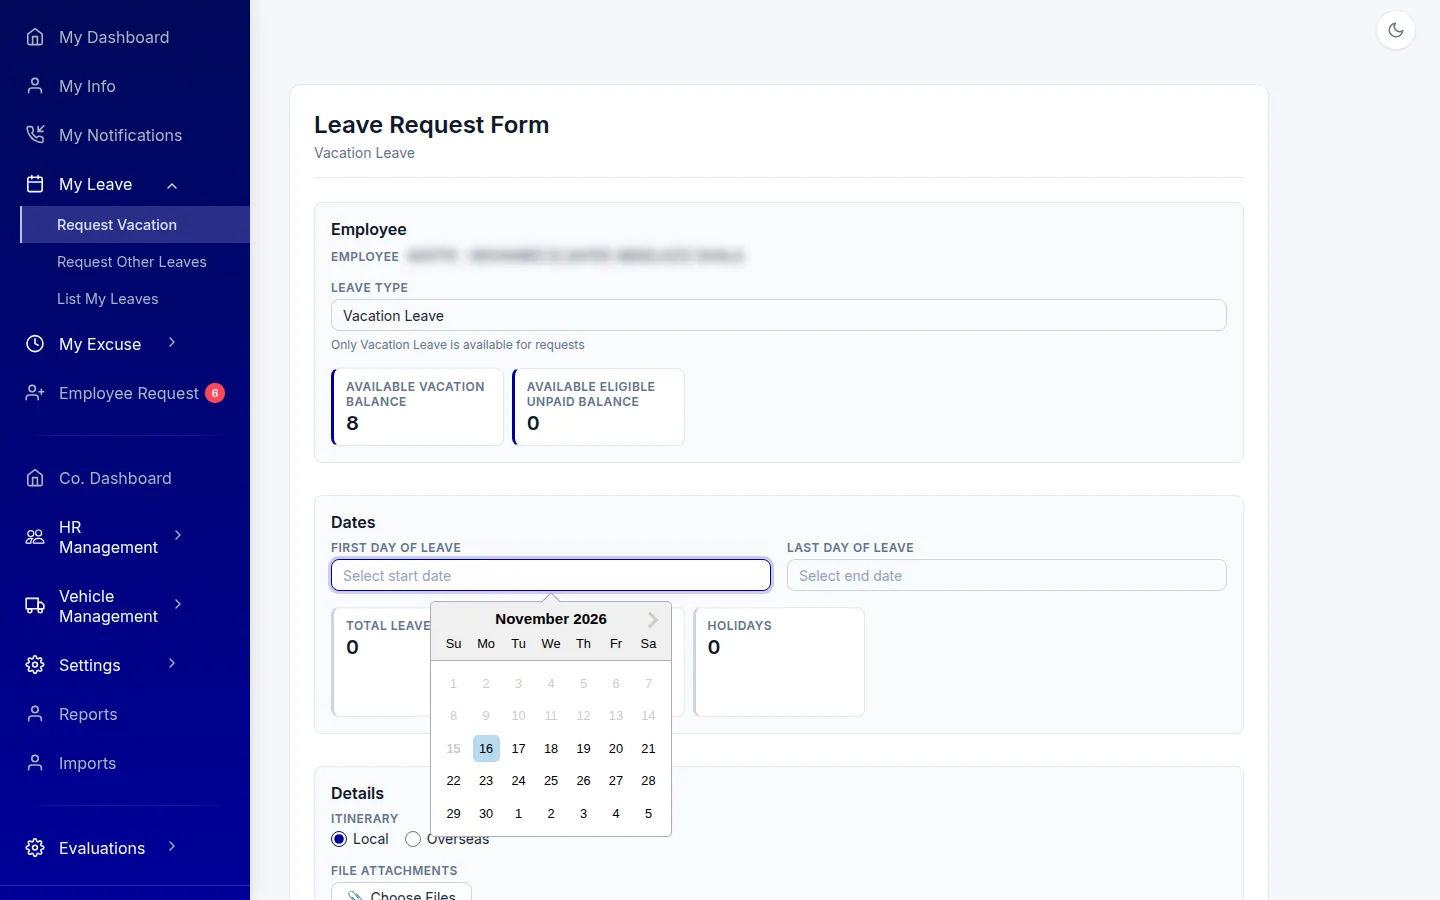 My Dashboard
My Info
My Notifications
My Leave
Request Vacation
Request Other Leaves
List My Leaves
My Excuse
Employee Request 6
Co. Dashboard
HR
Management
Vehicle
Management
Settings
Reports
Imports
Evaluations
Leave Request Form
Vacation Leave
Employee
EMPLOYEE
LEAVE TYPE
Vacation Leave
Only Vacation Leave is available for requests
AVAILABLE VACATION
BALANCE
8
AVAILABLE ELIGIBLE
UNPAID BALANCE
0
Dates
FIRST DAY OF LEAVE
Select start date
LAST DAY OF LEAVE
Select end date
TOTAL LEAVE
0
HOLIDAYS
0
November 2026
Su Mo Tu We Th Fr Sa
1 2 3 4 5 6 7
8 9 10 11 12 13 14
15 16 17 18 19 20 21
22 23 24 25 26 27 28
29 30 1 2 3 4 5
Details
ITINERARY
Local Overseas
FILE ATTACHMENTS
Choose Files